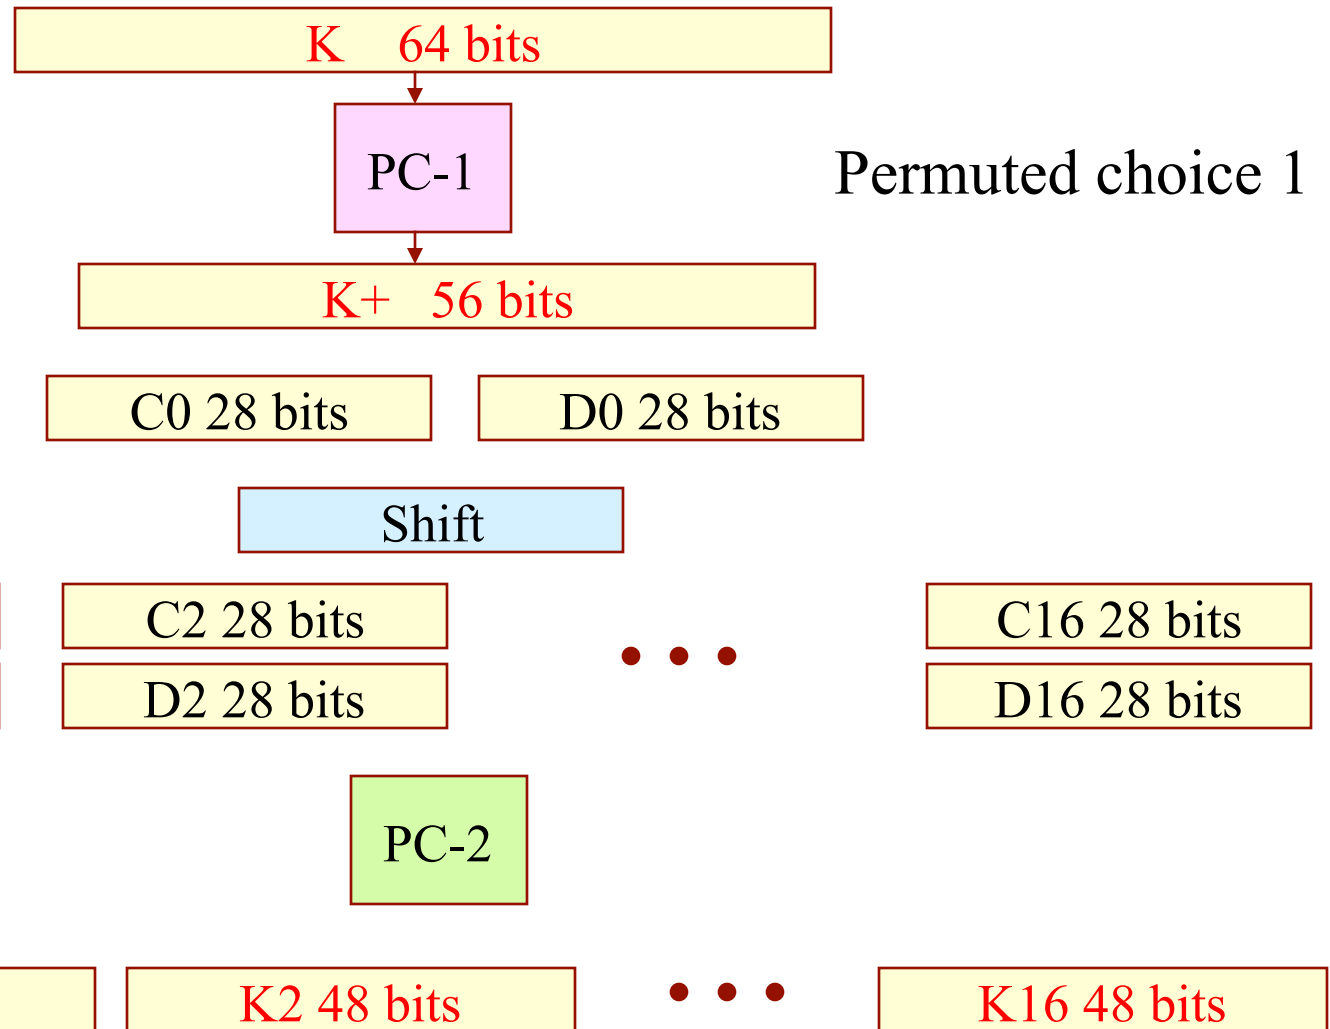 K 64 bits
PC-1
Permuted choice 1
K+ 56 bits
C0 28 bits
D0 28 bits
Shift
C2 28 bits
C16 28 bits
D2 28 bits
D16 28 bits
PC-2
K2 48 bits
K16 48 bits